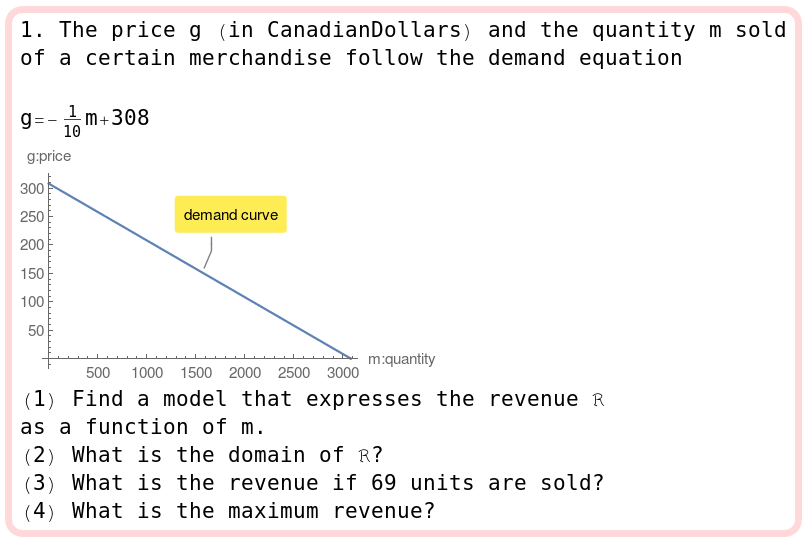 1. The price g (in CanadianDollars) and the quantity m sold
of a certain merchandise follow the demand equation
g=-1/10 m+308
g:price
demand curve
300
250
200
150
100
50
500 1000 1500 2000 2500 3000
m:quantity
(1) Find a model that expresses the revenue ℝ
as a function of m.
(2) What is the domain of ℝ?
(3) What is the revenue if 69 units are sold?
(4) What is the maximum revenue?